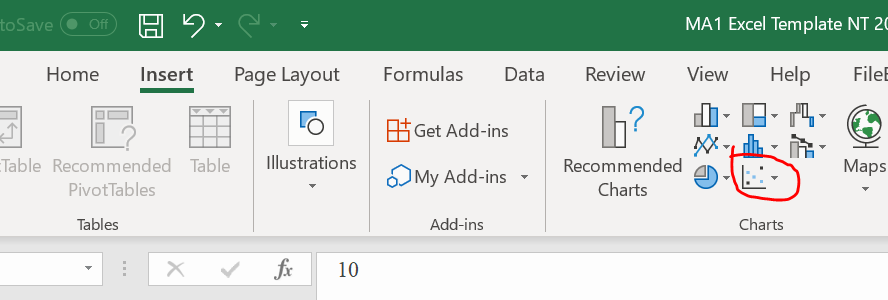 toSave Off MA1 Excel Template NT 20
Home Insert Page Layout Formulas Data Review View Help FileE
tTable Recommended PivotTables Table Illustrations Get Add-ins My Add-ins Recommended Charts Maps
Tables Add-ins Charts
fx 10